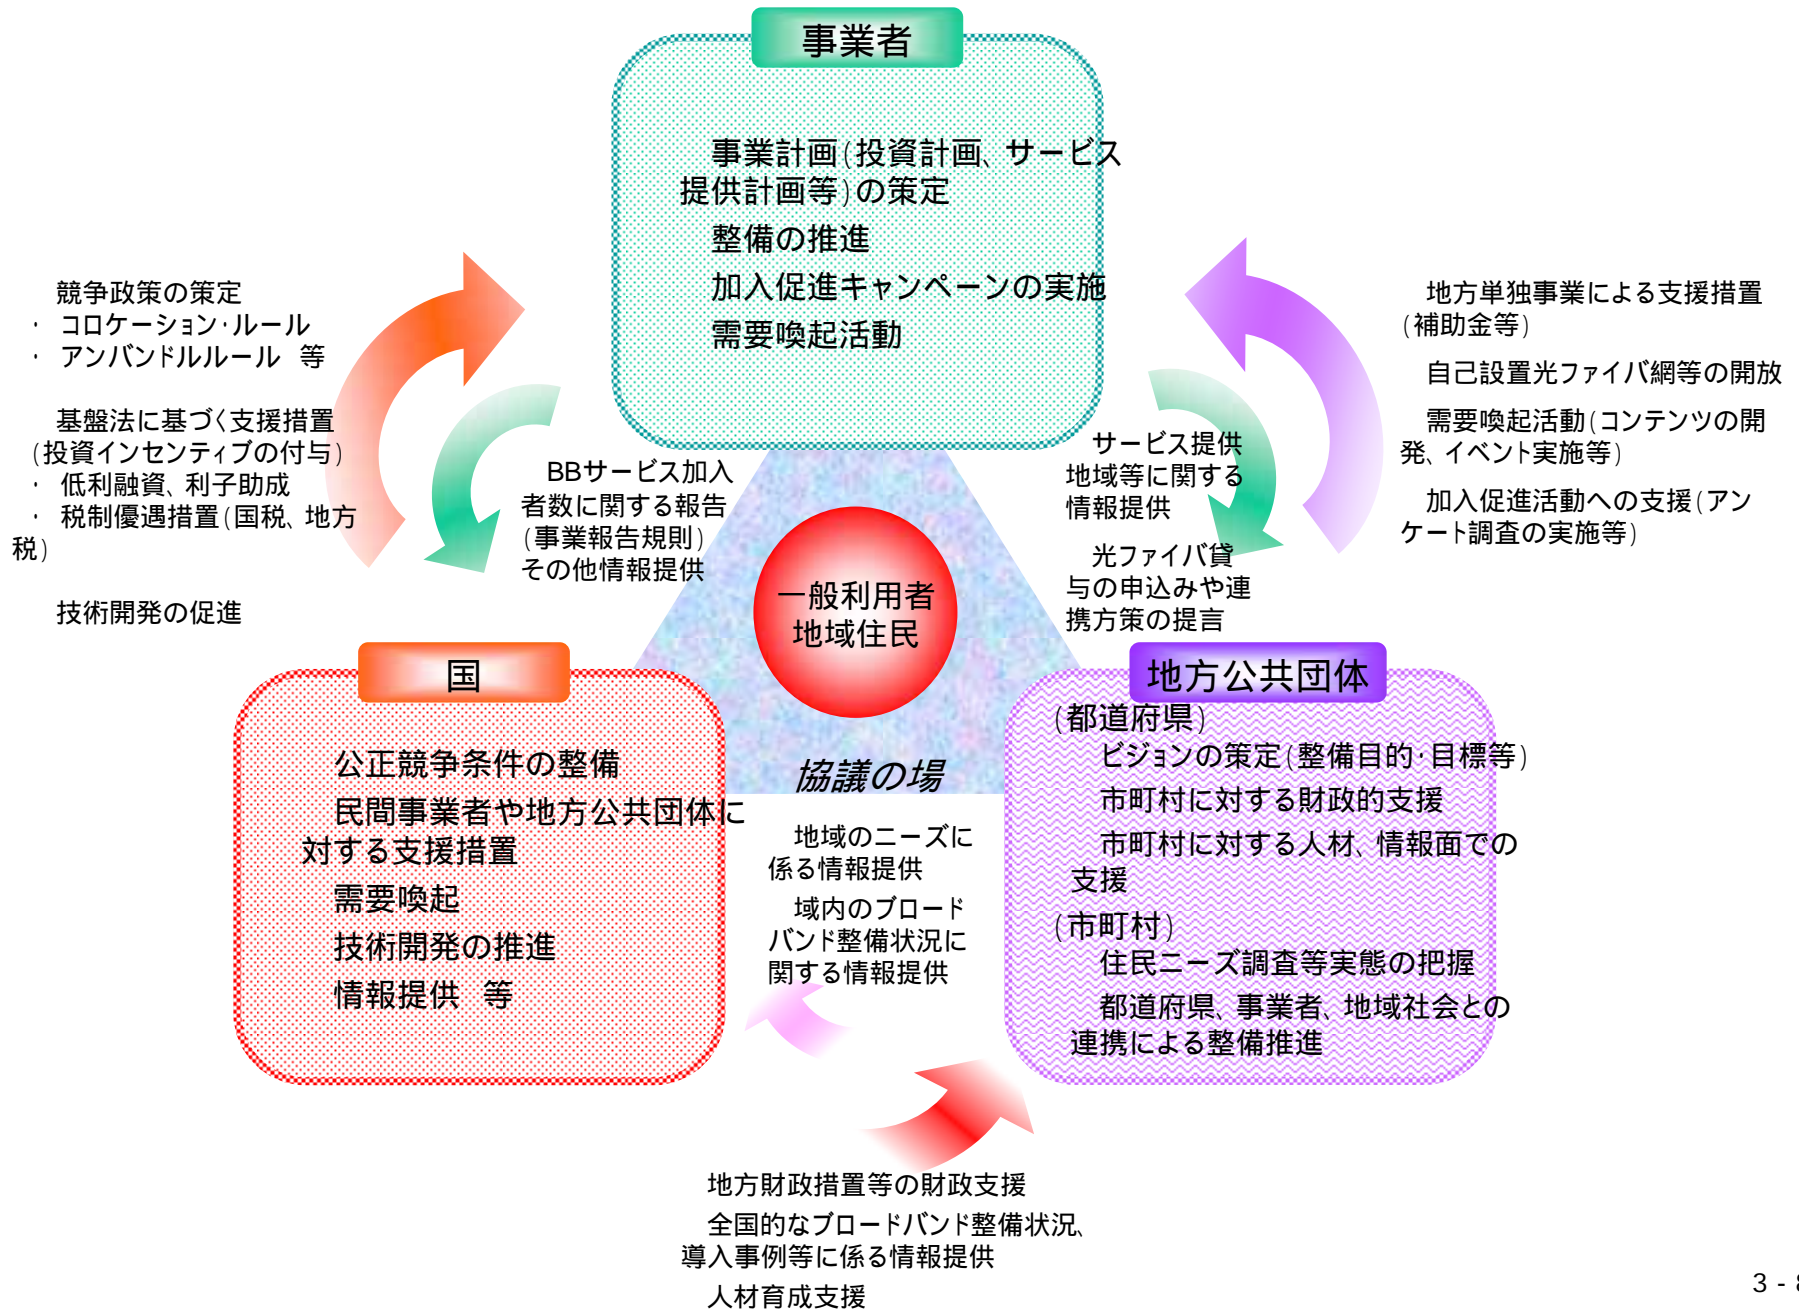 事業者
事業計画(投資計画、サービス
提供計画等)の策定
整備の推進
加入促進キャンペーンの実施
需要喚起活動
競争政策の策定
・ コロケーション・ルール
・ アンバンドルルール 等
基盤法に基づく支援措置
(投資インセンティブの付与)
・ 低利融資、利子助成
・ 税制優遇措置(国税、地方
税)
技術開発の促進
BBサービス加入
者数に関する報告
(事業報告規則)
その他情報提供
サービス提供
地域等に関する
情報提供
光ファイバ貸
与の申込みや連
携方策の提言
地方単独事業による支援措置
(補助金等)
自己設置光ファイバ網等の開放
需要喚起活動(コンテンツの開
発、イベント実施等)
加入促進活動への支援(アン
ケート調査の実施等)
一般利用者
地域住民
協議の場
国
公正競争条件の整備
民間事業者や地方公共団体に
対する支援措置
需要喚起
技術開発の推進
情報提供 等
地域のニーズに
係る情報提供
域内のブロード
バンド整備状況に
関する情報提供
地方公共団体
(都道府県)
ビジョンの策定(整備目的・目標等)
市町村に対する財政的支援
市町村に対する人材、情報面での
支援
(市町村)
住民ニーズ調査等実態の把握
都道府県、事業者、地域社会との
連携による整備推進
地方財政措置等の財政支援
全国的なブロードバンド整備状況、
導入事例等に係る情報提供
人材育成支援
3 - 8